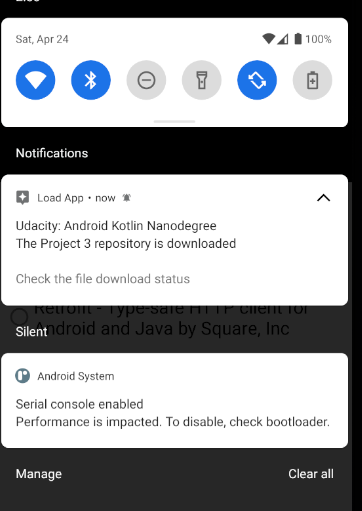 Sat, Apr 24
100%
Notifications
Load App • now
Udacity: Android Kotlin Nanodegree
The Project 3 repository is downloaded
Check the file download status
Retrofit - Type-safe HTTP client for
Android and Java by Square, Inc
Silent
Android System
Serial console enabled
Performance is impacted. To disable, check bootloader.
Manage
Clear all